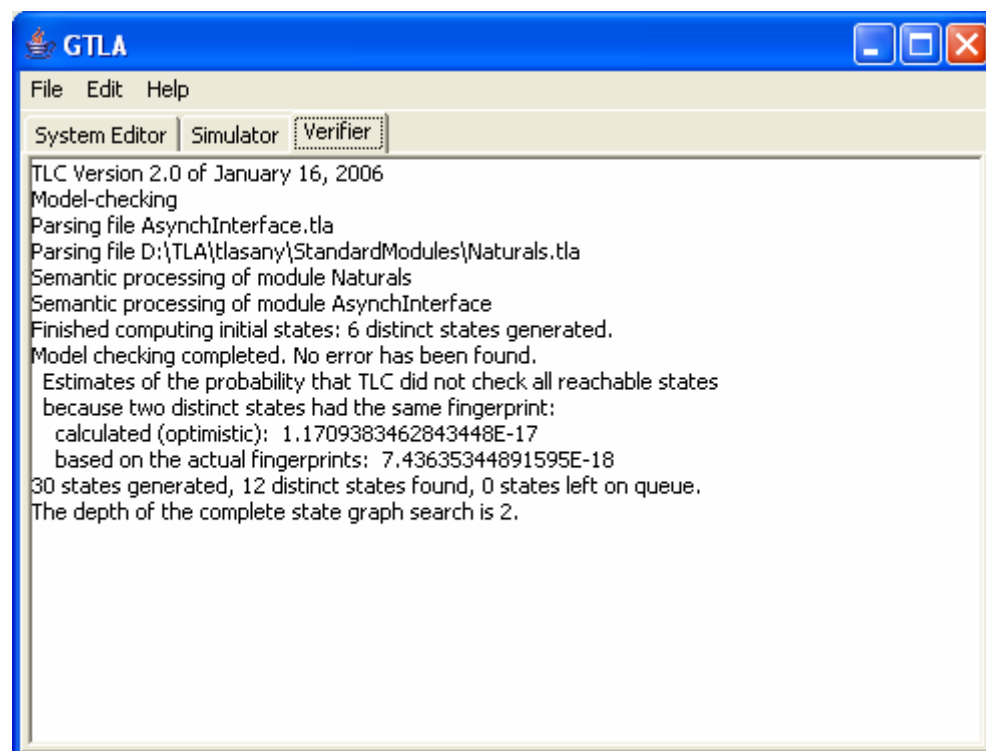 GTLA
File Edit Help
System Editor Simulator Verifier
TLC Version 2.0 of January 16, 2006
Model-checking
Parsing file AsynchInterface.tla
Parsing file D:\TLA\tlasany\StandardModules\Naturals.tla
Semantic processing of module Naturals
Semantic processing of module AsynchInterface
Finished computing initial states: 6 distinct states generated.
Model checking completed. No error has been found.
Estimates of the probability that TLC did not check all reachable states
because two distinct states had the same fingerprint:
calculated (optimistic): 1.1709383462843448E-17
based on the actual fingerprints: 7.43635344891595E-18
30 states generated, 12 distinct states found, 0 states left on queue.
The depth of the complete state graph search is 2.